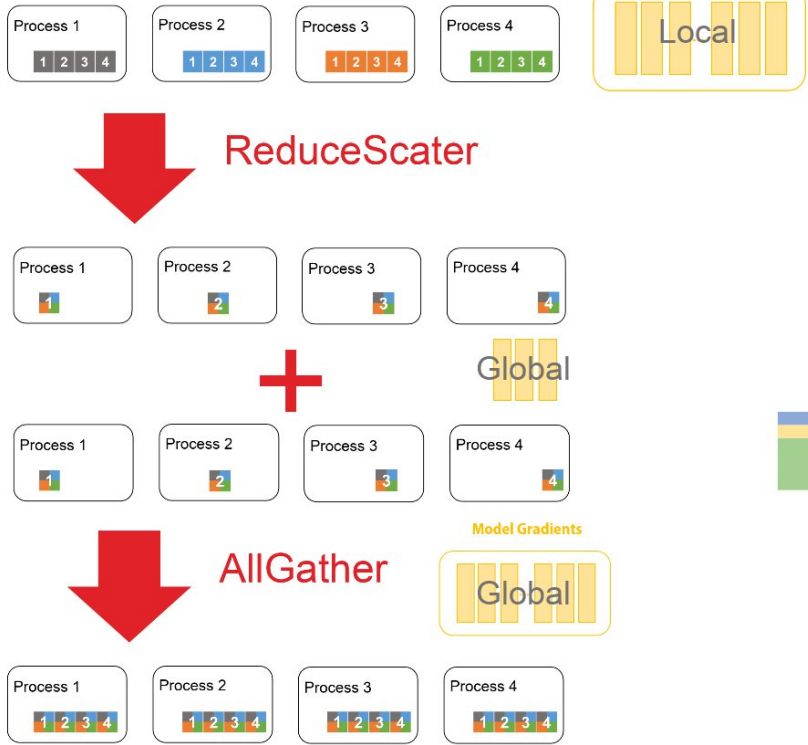 Process 1
Process 2
Process 3
Process 4
1 2 3 4
1 2 3 4
1 2 3 4
1 2 3 4
Local
ReduceScater
Process 1
Process 2
Process 3
Process 4
1
2
3
4
Global
Process 1
Process 2
Process 3
Process 4
1
2
3
4
Model Gradients
AllGather
Global
Process 1
Process 2
Process 3
Process 4
1 2 3 4
1 2 3 4
1 2 3 4
1 2 3 4